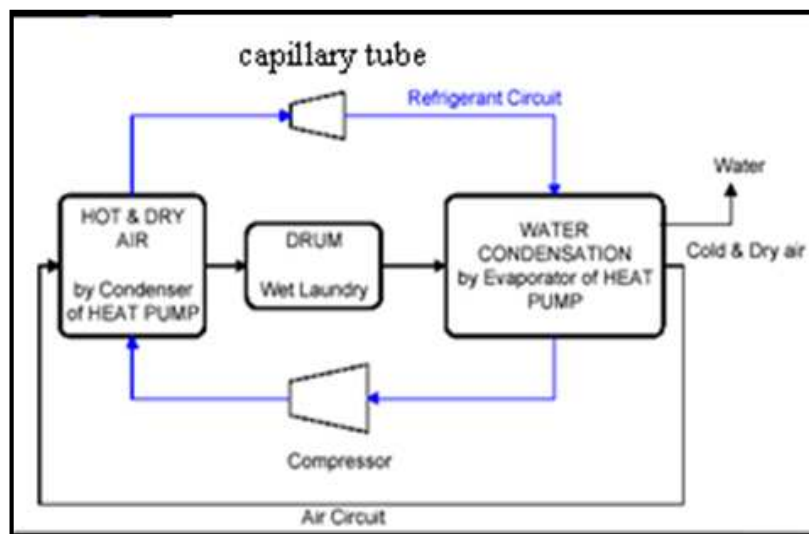 capillary tube
Refrigerant Circuit
Water
HOT & DRY
AIR
by Condenser
of HEAT PUMP
DRUM
Wet Laundry
WATER
CONDENSATION
by Evaporator of HEAT
PUMP
Cold & Dry air
Compressor
Air Circuit